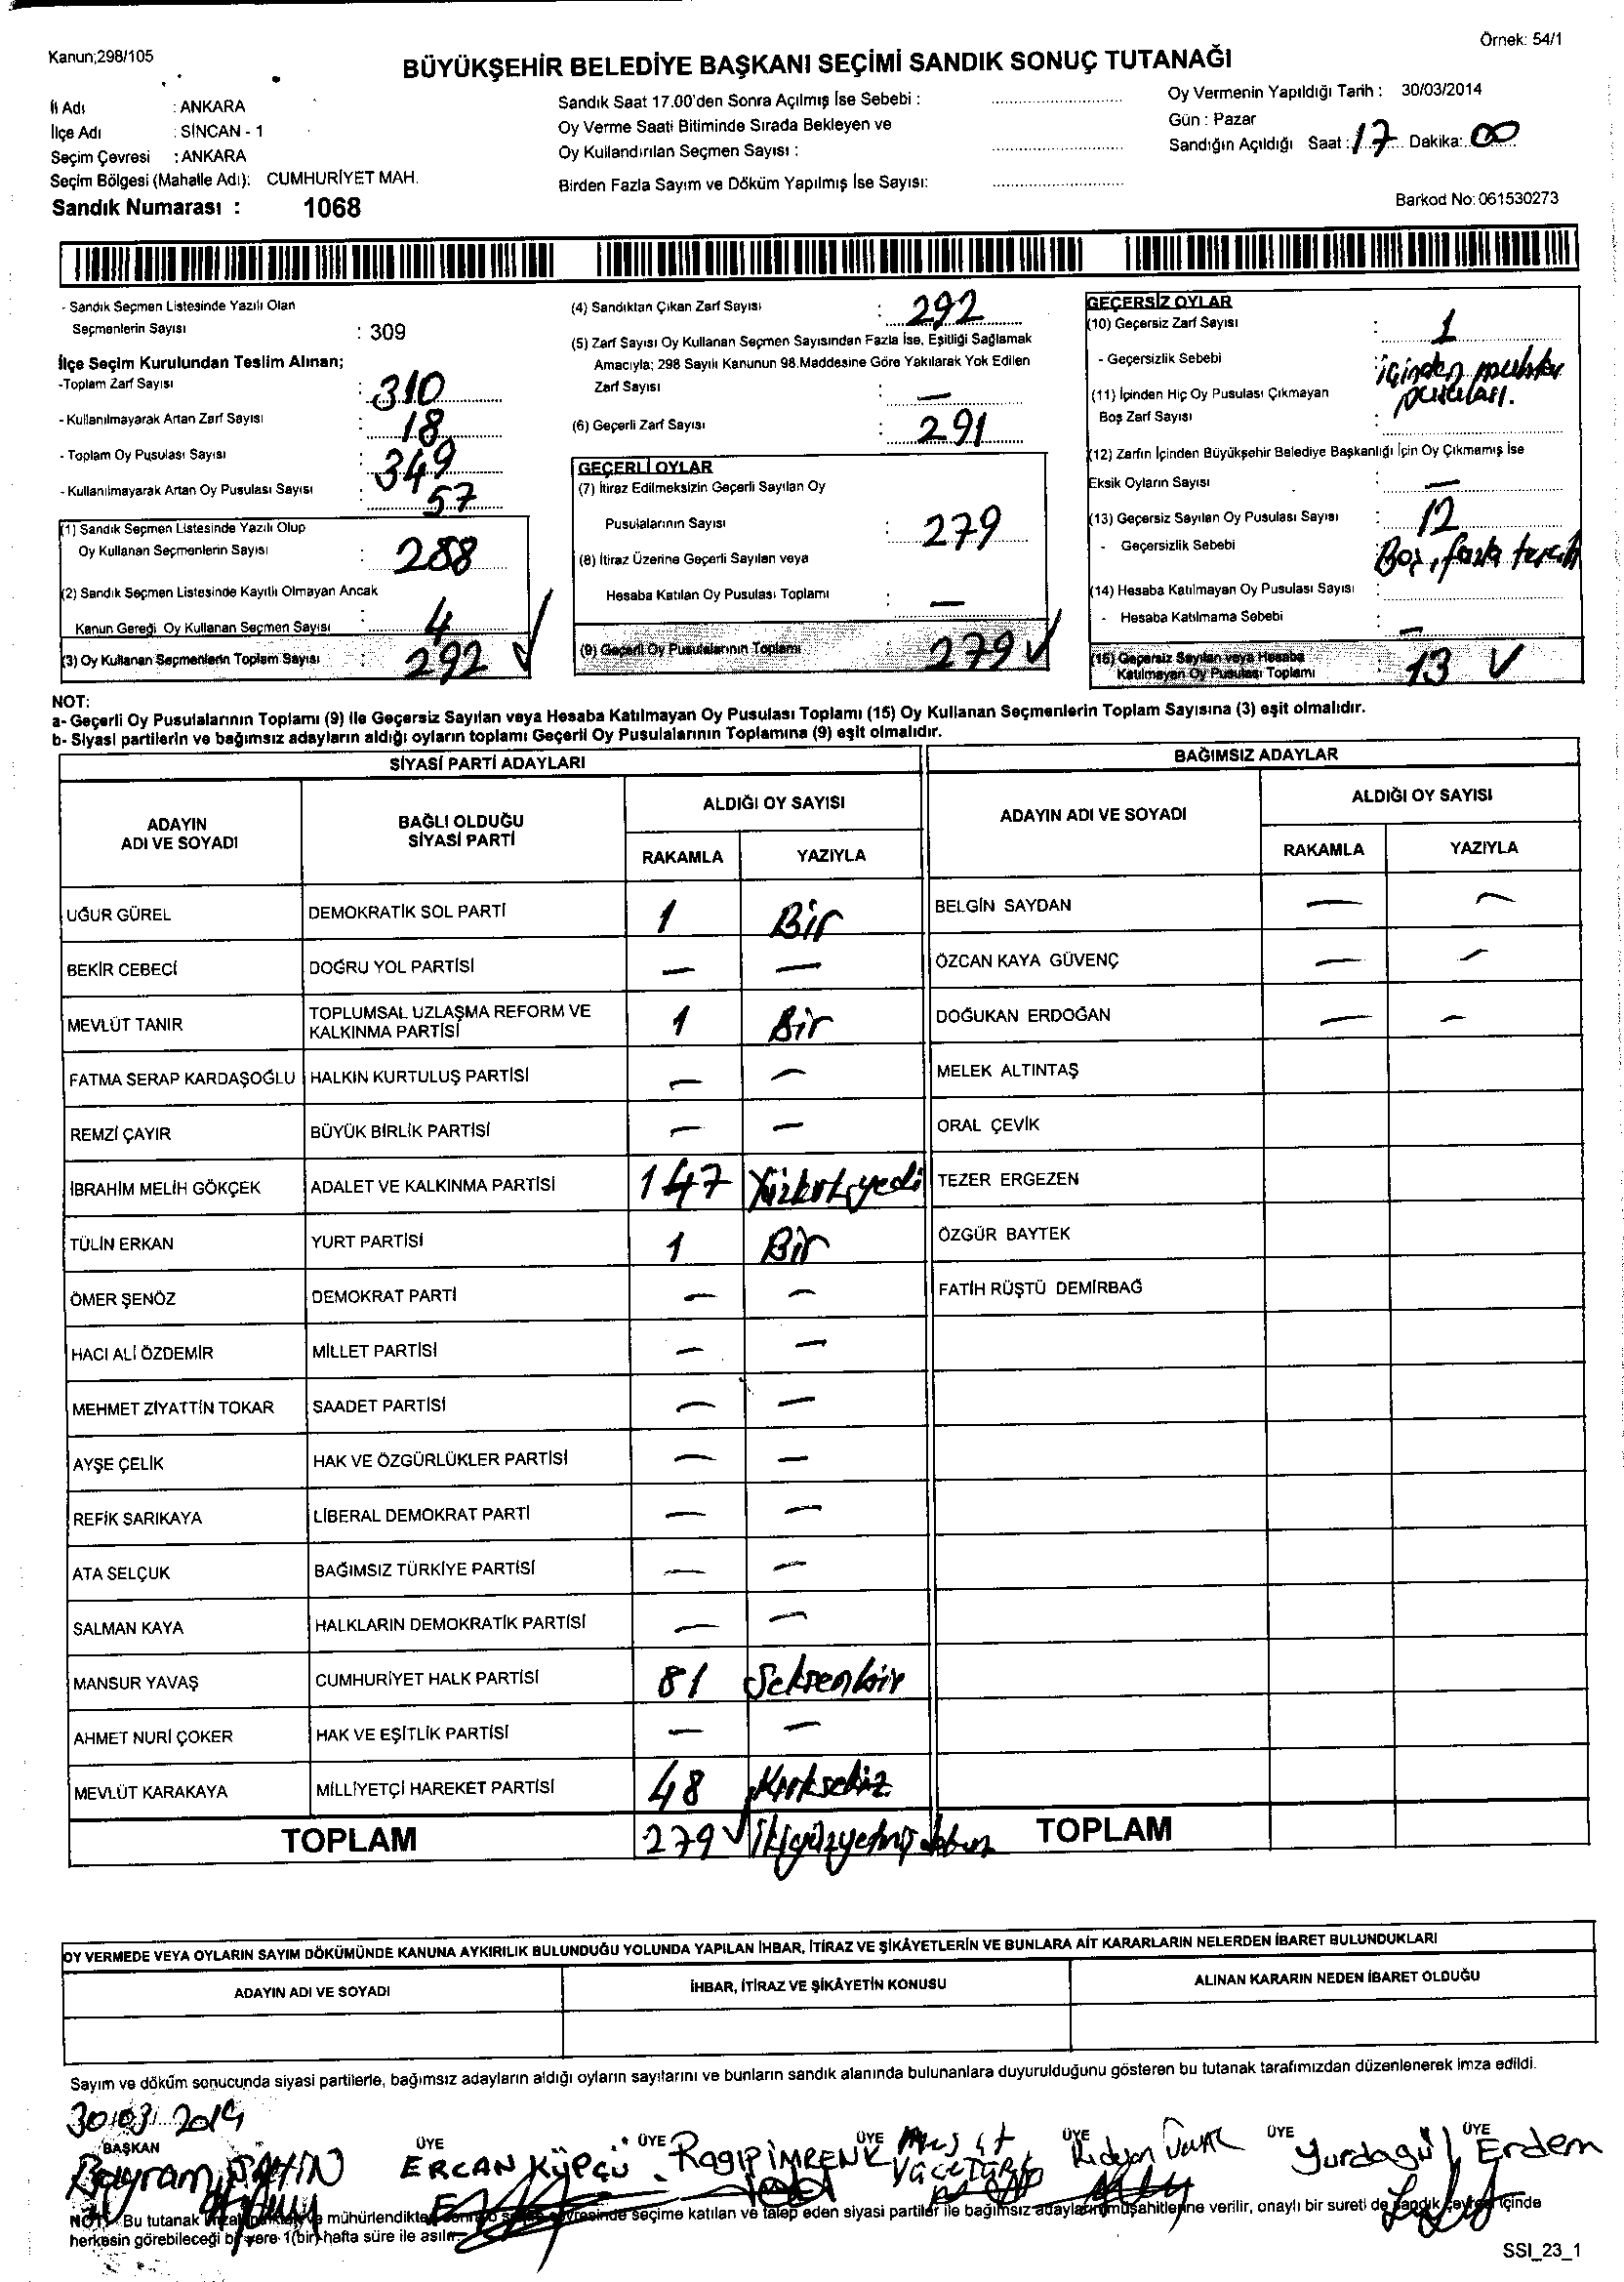 Kanun;298/105
Örnek: 54/1
BÜYÜKŞEHİR BELEDİYE BAŞKANI SEÇİMİ SANDIK SONUÇ TUTANAĞI
İl Adı : ANKARA
İlçe Adı : SİNCAN - 1
Seçim Çevresi : ANKARA
Seçim Bölgesi (Mahalle Adı): CUMHURİYET MAH.
Sandık Numarası : 1068
Sandık Saat 17.00'den Sonra Açılmış İse Sebebi :
Oy Verme Saati Bitiminde Sırada Bekleyen ve
Oy Kullandırılan Seçmen Sayısı :
Birden Fazla Sayım ve Döküm Yapılmış İse Sayısı:
Oy Vermenin Yapıldığı Tarih : 30/03/2014
Gün : Pazar
Sandığın Açıldığı Saat : 17 Dakika: 00
Barkod No: 061530273
- Sandık Seçmen Listesinde Yazılı Olan
Seçmenlerin Sayısı : 309
İlçe Seçim Kurulundan Teslim Alınan;
-Toplam Zarf Sayısı : 310
- Kullanılmayarak Artan Zarf Sayısı : 18
- Toplam Oy Pusulası Sayısı : 349
- Kullanılmayarak Artan Oy Pusulası Sayısı 57
(1) Sandık Seçmen Listesinde Yazılı Olup
Oy Kullanan Seçmenlerin Sayısı : 288
(2) Sandık Seçmen Listesinde Kayıtlı Olmayan Ancak
Kanun Gereği Oy Kullanan Seçmen Sayısı : 4
(3) Oy Kullanan Seçmenlerin Toplam Sayısı : 292 ✓
(4) Sandıktan Çıkan Zarf Sayısı : 292
(5) Zarf Sayısı Oy Kullanan Seçmen Sayısından Fazla İse, Eşitliği Sağlamak
Amacıyla; 298 Sayılı Kanunun 98.Maddesine Göre Yakılarak Yok Edilen
Zarf Sayısı : —
(6) Geçerli Zarf Sayısı : 291
GEÇERLİ OYLAR
(7) İtiraz Edilmeksizin Geçerli Sayılan Oy
Pusulalarının Sayısı : 279
(8) İtiraz Üzerine Geçerli Sayılan veya
Hesaba Katılan Oy Pusulası Toplamı : —
(9) Geçerli Oy Pusulalarının Toplamı 279 ✓
GEÇERSİZ OYLAR
(10) Geçersiz Zarf Sayısı : 1
- Geçersizlik Sebebi : içinden muhtar
pusulası.
(11) İçinden Hiç Oy Pusulası Çıkmayan
Boş Zarf Sayısı :
(12) Zarfın İçinden Büyükşehir Belediye Başkanlığı İçin Oy Çıkmamış İse
Eksik Oyların Sayısı : —
(13) Geçersiz Sayılan Oy Pusulası Sayısı : 12
- Geçersizlik Sebebi : Boş, fazla tercih
(14) Hesaba Katılmayan Oy Pusulası Sayısı :
- Hesaba Katılmama Sebebi : —
(15) Geçersiz Sayılan veya Hesaba
Katılmayan Oy Pusulası Toplamı : 13 ✓
NOT:
a- Geçerli Oy Pusulalarının Toplamı (9) ile Geçersiz Sayılan veya Hesaba Katılmayan Oy Pusulası Toplamı (15) Oy Kullanan Seçmenlerin Toplam Sayısına (3) eşit olmalıdır.
b- Siyasi partilerin ve bağımsız adayların aldığı oyların toplamı Geçerli Oy Pusulalarının Toplamına (9) eşit olmalıdır.
SİYASİ PARTİ ADAYLARI
ADAYIN
ADI VE SOYADI
BAĞLI OLDUĞU
SİYASİ PARTİ
ALDIĞI OY SAYISI
RAKAMLA YAZIYLA
UĞUR GÜREL DEMOKRATİK SOL PARTİ 1 Bir
BEKİR CEBECİ DOĞRU YOL PARTİSİ — —
MEVLÜT TANIR TOPLUMSAL UZLAŞMA REFORM VE
KALKINMA PARTİSİ 1 Bir
FATMA SERAP KARDAŞOĞLU HALKIN KURTULUŞ PARTİSİ — —
REMZİ ÇAYIR BÜYÜK BİRLİK PARTİSİ — —
İBRAHİM MELİH GÖKÇEK ADALET VE KALKINMA PARTİSİ 147 Yüzkırkyedi
TÜLİN ERKAN YURT PARTİSİ 1 Bir
ÖMER ŞENÖZ DEMOKRAT PARTİ — —
HACI ALİ ÖZDEMİR MİLLET PARTİSİ — —
MEHMET ZİYATTİN TOKAR SAADET PARTİSİ — —
AYŞE ÇELİK HAK VE ÖZGÜRLÜKLER PARTİSİ — —
REFİK SARIKAYA LİBERAL DEMOKRAT PARTİ — —
ATA SELÇUK BAĞIMSIZ TÜRKİYE PARTİSİ — —
SALMAN KAYA HALKLARIN DEMOKRATİK PARTİSİ — —
MANSUR YAVAŞ CUMHURİYET HALK PARTİSİ 81 Seksenbir
AHMET NURİ ÇOKER HAK VE EŞİTLİK PARTİSİ — —
MEVLÜT KARAKAYA MİLLİYETÇİ HAREKET PARTİSİ 48 Kırksekiz
TOPLAM 279 ✓ İkiyüzyetmişdokuz
BAĞIMSIZ ADAYLAR
ADAYIN ADI VE SOYADI
ALDIĞI OY SAYISI
RAKAMLA YAZIYLA
BELGİN SAYDAN — —
ÖZCAN KAYA GÜVENÇ — —
DOĞUKAN ERDOĞAN — —
MELEK ALTINTAŞ
ORAL ÇEVİK
TEZER ERGEZEN
ÖZGÜR BAYTEK
FATİH RÜŞTÜ DEMİRBAĞ
TOPLAM
OY VERMEDE VEYA OYLARIN SAYIM DÖKÜMÜNDE KANUNA AYKIRILIK BULUNDUĞU YOLUNDA YAPILAN İHBAR, İTİRAZ VE ŞİKÂYETLERİN VE BUNLARA AİT KARARLARIN NELERDEN İBARET BULUNDUKLARI
ADAYIN ADI VE SOYADI
İHBAR, İTİRAZ VE ŞİKÂYETİN KONUSU
ALINAN KARARIN NEDEN İBARET OLDUĞU
Sayım ve döküm sonucunda siyasi partilerle, bağımsız adayların aldığı oyların sayılarını ve bunların sandık alanında bulunanlara duyurulduğunu gösteren bu tutanak tarafımızdan düzenlenerek imza edildi.
30/03/2014
BAŞKAN ÜYE ÜYE ÜYE ÜYE ÜYE ÜYE
Bayram ŞAHİN ERCAN KÜPÇÜ RAGIP İMRENK Yurdagül Erdem
NOT: Bu tutanak imzalandıktan ve mühürlendikten sonra sandık çevresinde seçime katılan ve talep eden siyasi partiler ile bağımsız adayların müşahitlerine verilir, onaylı bir sureti de sandık çevresi içinde
herkesin görebileceği bir yere 1(bir) hafta süre ile asılır.
SSI_23_1